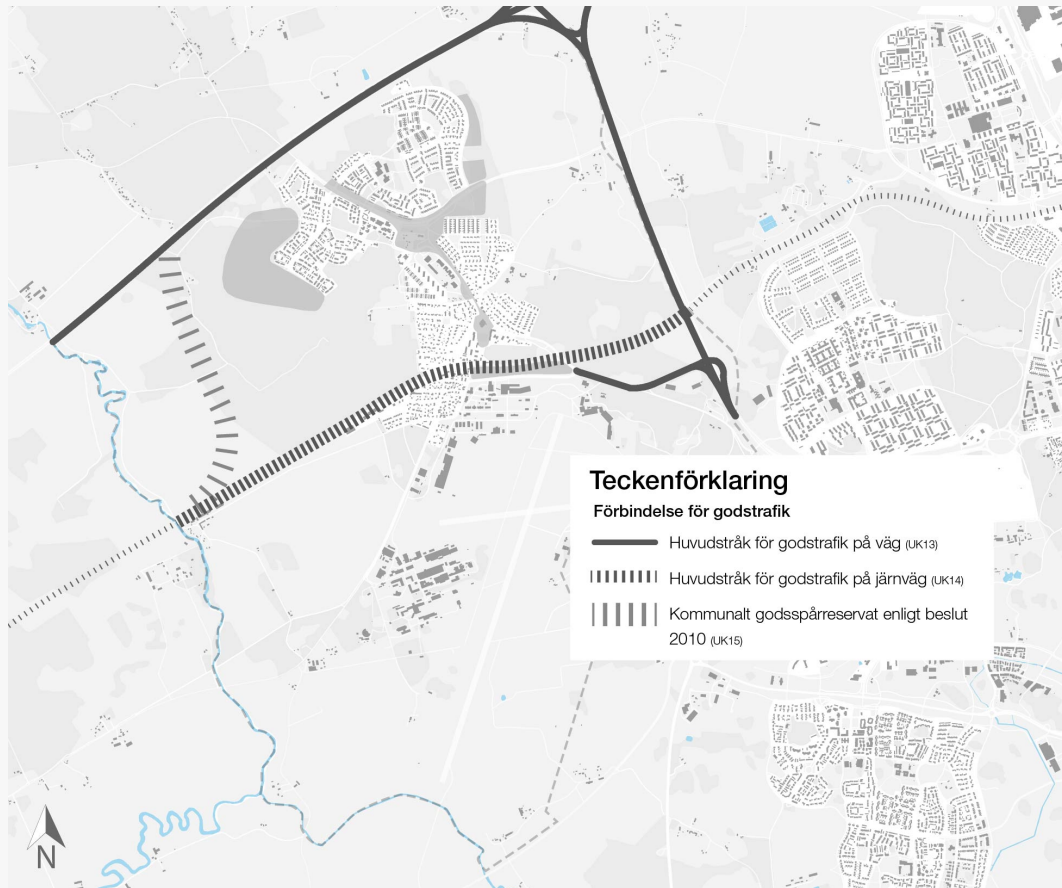 Teckenförklaring
Förbindelse för godstrafik
Huvudstråk för godstrafik på väg (UK13)
Huvudstråk för godstrafik på järnväg (UK14)
Kommunalt godsspårreservat enligt beslut
2010 (UK15)
N